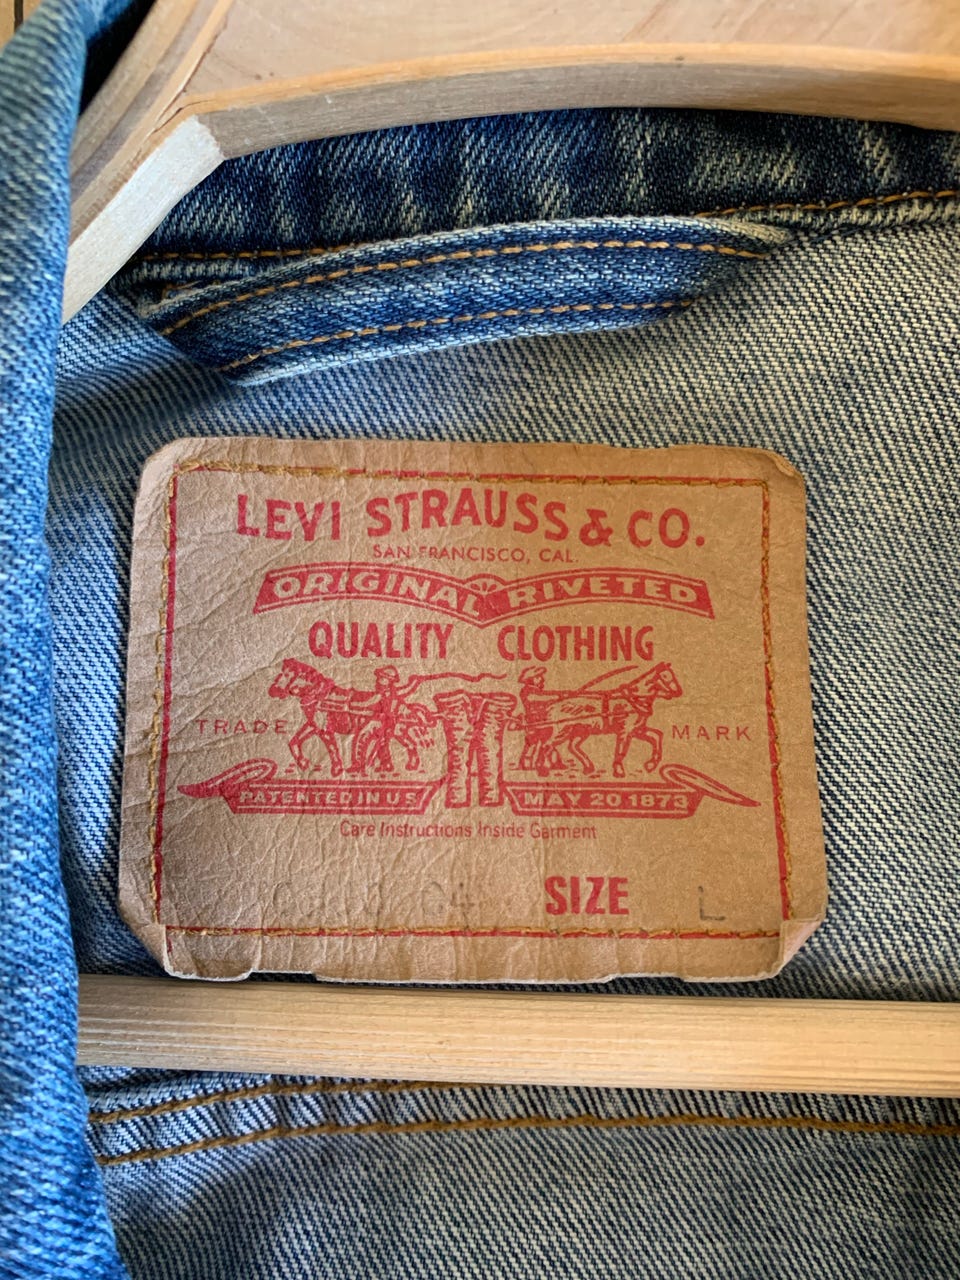 LEVI STRAUSS & CO.
SAN FRANCISCO, CAL.
ORIGINAL RIVETED
QUALITY CLOTHING
TRADE MARK
PATENTED IN US MAY 20 1873
Care Instructions Inside Garment
SIZE L